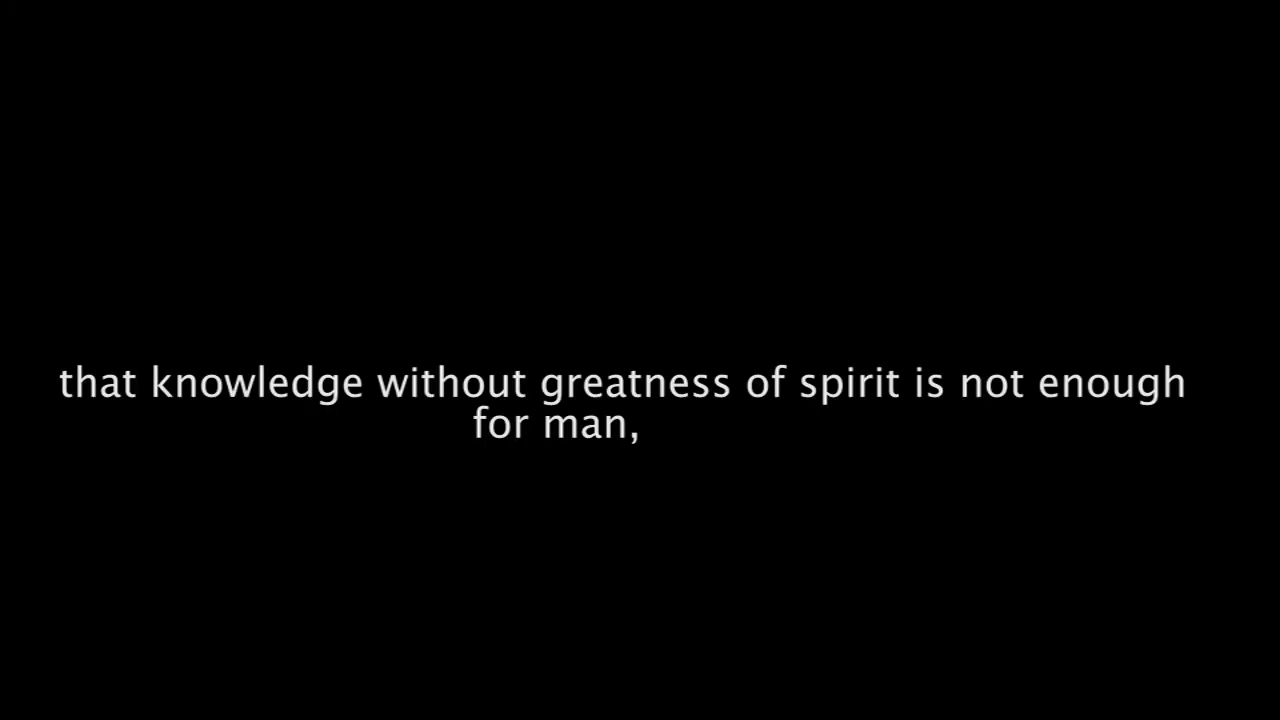 that knowledge without greatness of spirit is not enough
for man,